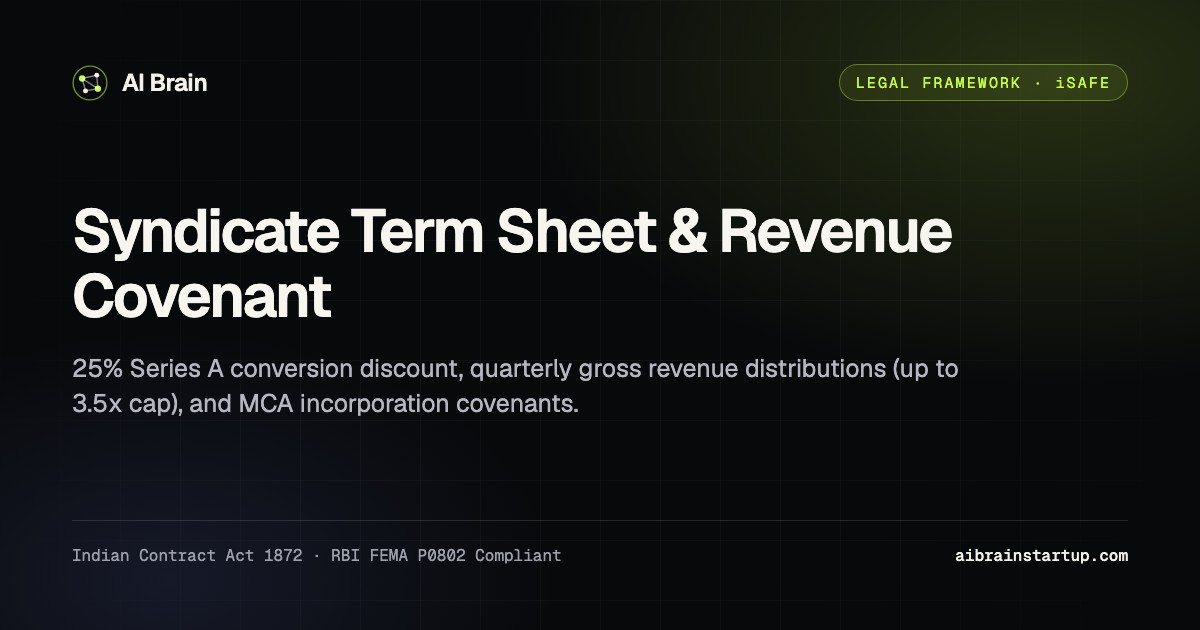 AI Brain
LEGAL FRAMEWORK · iSAFE
Syndicate Term Sheet & Revenue
Covenant
25% Series A conversion discount, quarterly gross revenue distributions (up to
3.5x cap), and MCA incorporation covenants.
Indian Contract Act 1872 · RBI FEMA P0802 Compliant
aibrainstartup.com